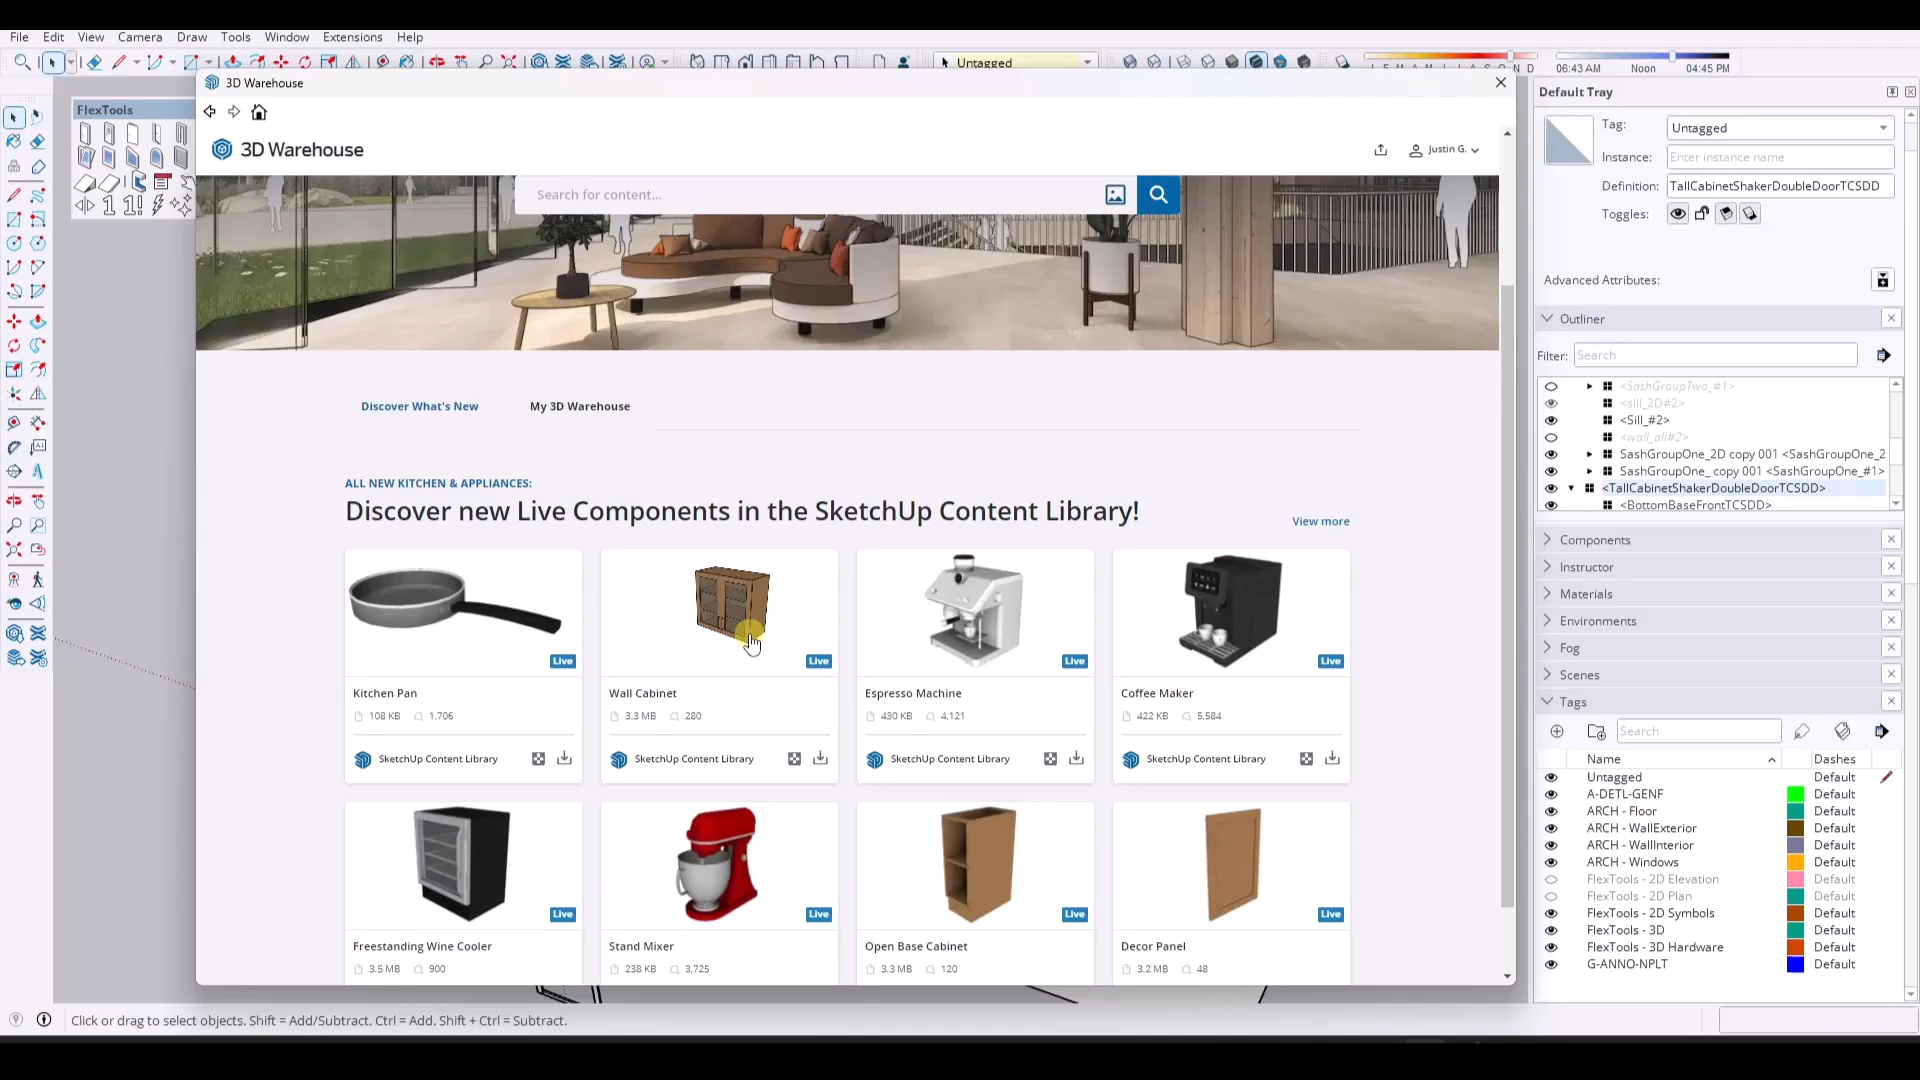 File Edit View Camera Draw Tools Window Extensions Help
Untagged
06:43 AM Noon 04:45 PM
FlexTools
3D Warehouse
3D Warehouse
Justin G.
Search for content...
Discover What's New My 3D Warehouse
ALL NEW KITCHEN & APPLIANCES:
Discover new Live Components in the SketchUp Content Library!
View more
Live Live Live Live
Kitchen Pan Wall Cabinet Espresso Machine Coffee Maker
108 KB 1,706 3.3 MB 280 430 KB 4,121 422 KB 5,584
SketchUp Content Library SketchUp Content Library SketchUp Content Library SketchUp Content Library
Live Live Live Live
Freestanding Wine Cooler Stand Mixer Open Base Cabinet Decor Panel
3.5 MB 900 238 KB 3,725 3.3 MB 120 3.2 MB 48
Default Tray
Tag: Untagged
Instance: Enter instance name
Definition: TallCabinetShakerDoubleDoorTCSDD
Toggles:
Advanced Attributes:
Outliner
Filter: Search
<SashGroupTwo_#1>
<sill_2D#2>
<Sill_#2>
<wall_all#2>
SashGroupOne_2D copy 001 <SashGroupOne_2
SashGroupOne_ copy 001 <SashGroupOne_#1>
<TallCabinetShakerDoubleDoorTCSDD>
<BottomBaseFrontTCSDD>
Components
Instructor
Materials
Environments
Fog
Scenes
Tags
Search
Name Dashes
Untagged Default
A-DETL-GENF Default
ARCH - Floor Default
ARCH - WallExterior Default
ARCH - WallInterior Default
ARCH - Windows Default
FlexTools - 2D Elevation Default
FlexTools - 2D Plan Default
FlexTools - 2D Symbols Default
FlexTools - 3D Default
FlexTools - 3D Hardware Default
G-ANNO-NPLT Default
Click or drag to select objects. Shift = Add/Subtract. Ctrl = Add. Shift + Ctrl = Subtract.